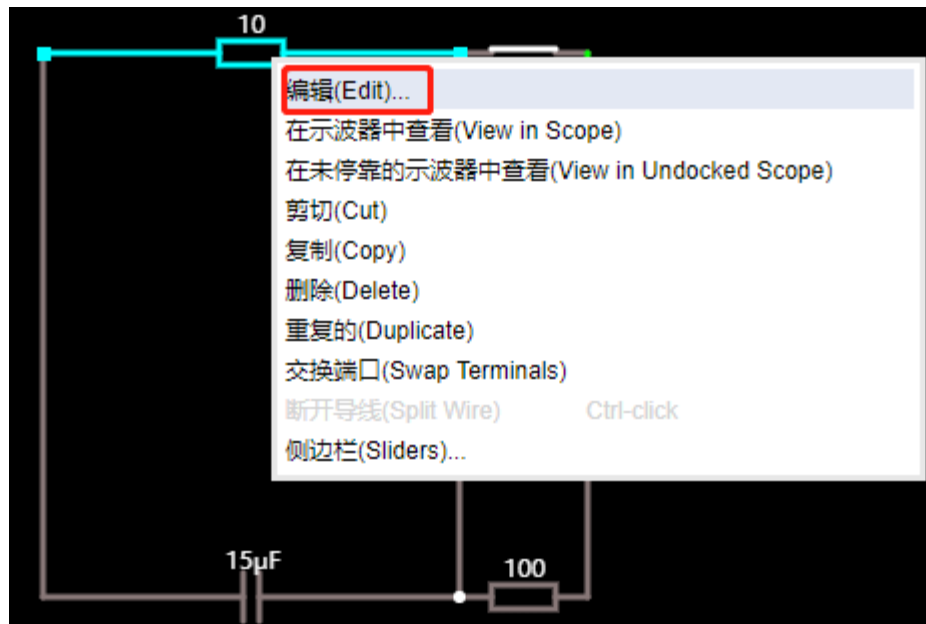 10
编辑(Edit)...
在示波器中查看(View in Scope)
在未停靠的示波器中查看(View in Undocked Scope)
剪切(Cut)
复制(Copy)
删除(Delete)
重复的(Duplicate)
交换端口(Swap Terminals)
断开导线(Split Wire) Ctrl-click
侧边栏(Sliders)...
15μF
100